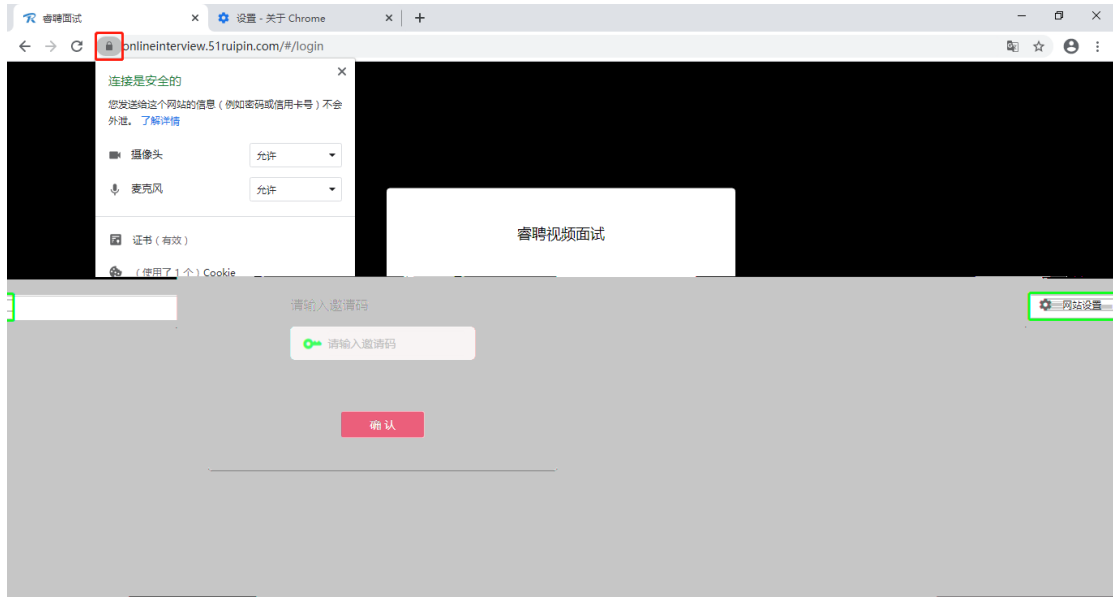 睿聘面试
设置 - 关于 Chrome
onlineinterview.51ruipin.com/#/login
连接是安全的
您发送给这个网站的信息(例如密码或信用卡号)不会
外泄。 了解详情
摄像头 允许
麦克风 允许
睿聘视频面试
证书(有效)
(使用了 1 个)Cookie
请输入邀请码
网站设置
请输入邀请码
确 认